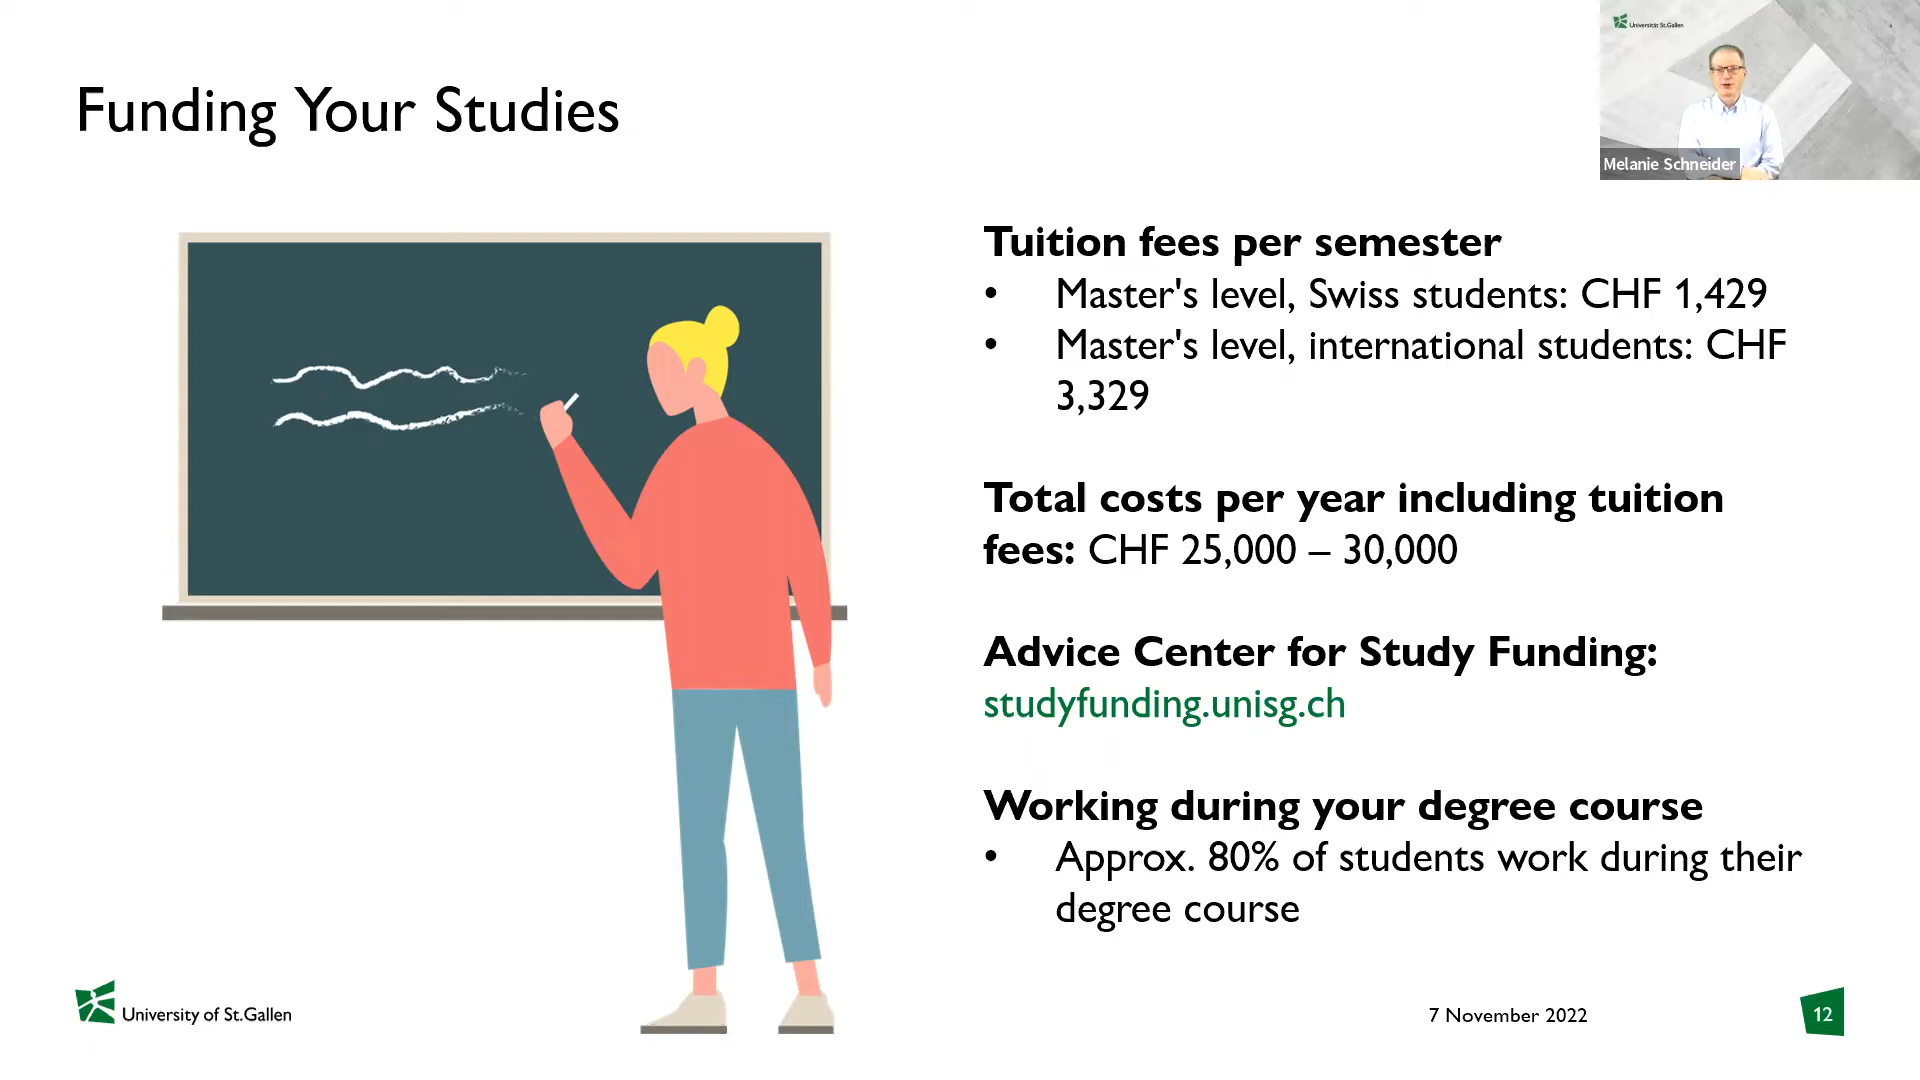 Universität St.Gallen
Funding Your Studies
Melanie Schneider
Tuition fees per semester
• Master's level, Swiss students: CHF 1,429
• Master's level, international students: CHF
3,329
Total costs per year including tuition
fees: CHF 25,000 – 30,000
Advice Center for Study Funding:
studyfunding.unisg.ch
Working during your degree course
• Approx. 80% of students work during their
degree course
University of St.Gallen
7 November 2022
12